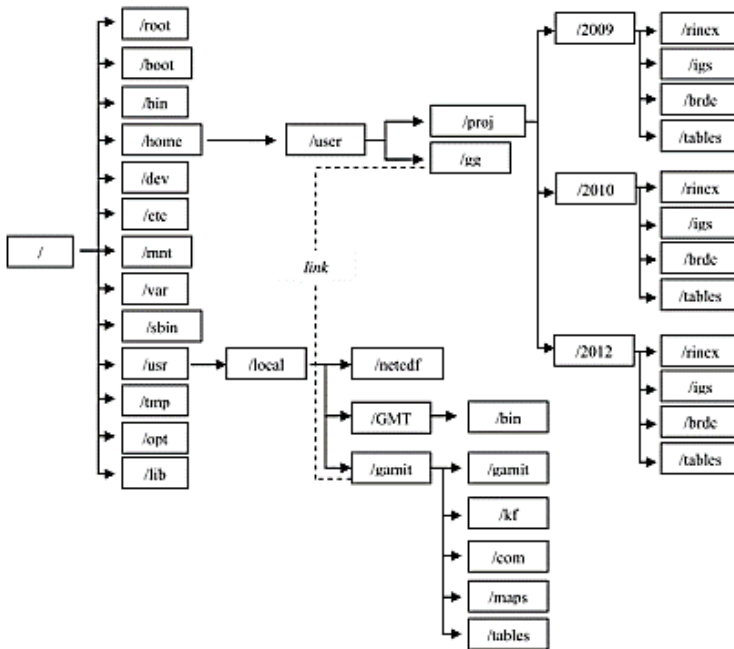 /
/root
/boot
/bin
/home
/dev
/etc
/mnt
/var
/sbin
/usr
/tmp
/opt
/lib
/user
/proj
/gg
link
/local
/netcdf
/GMT
/bin
/gamit
/gamit
/kf
/com
/maps
/tables
/2009
/rinex
/igs
/brdc
/tables
/2010
/rinex
/igs
/brdc
/tables
/2012
/rinex
/igs
/brdc
/tables